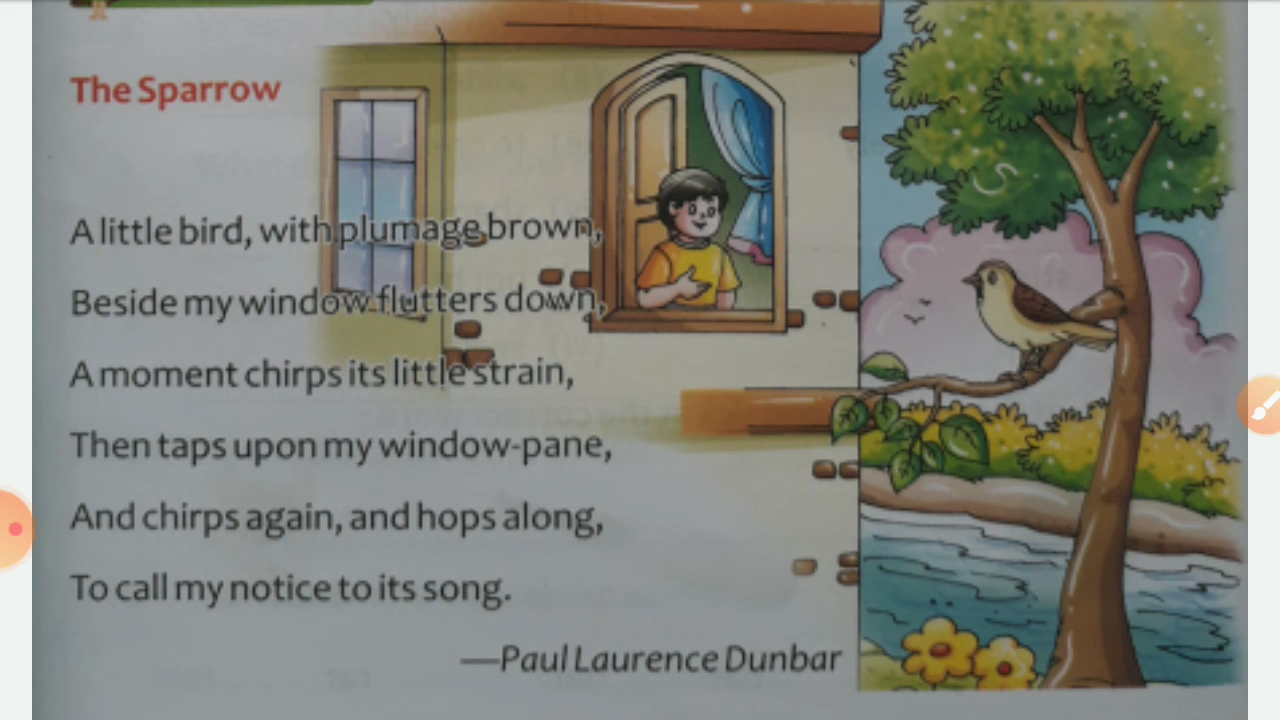 The Sparrow
A little bird, with plumage brown,
Beside my window flutters down,
A moment chirps its little strain,
Then taps upon my window-pane,
And chirps again, and hops along,
To call my notice to its song.
—Paul Laurence Dunbar